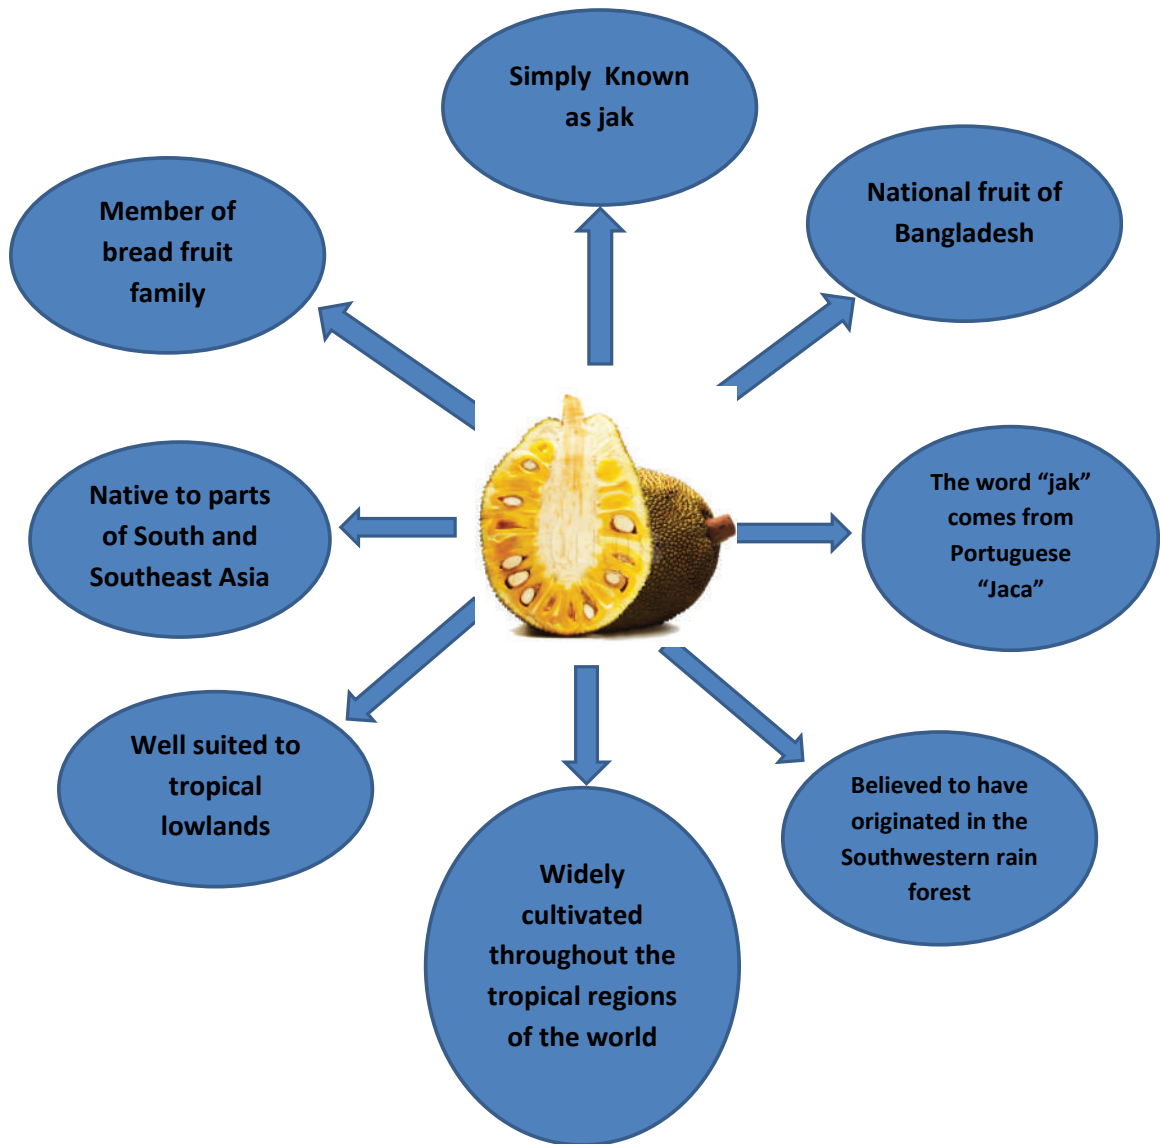 Simply Known
as jak
National fruit of
Bangladesh
Member of
bread fruit
family
The word “jak”
comes from
Portuguese
“Jaca”
Native to parts
of South and
Southeast Asia
Well suited to
tropical
lowlands
Believed to have
originated in the
Southwestern rain
forest
Widely
cultivated
throughout the
tropical regions
of the world